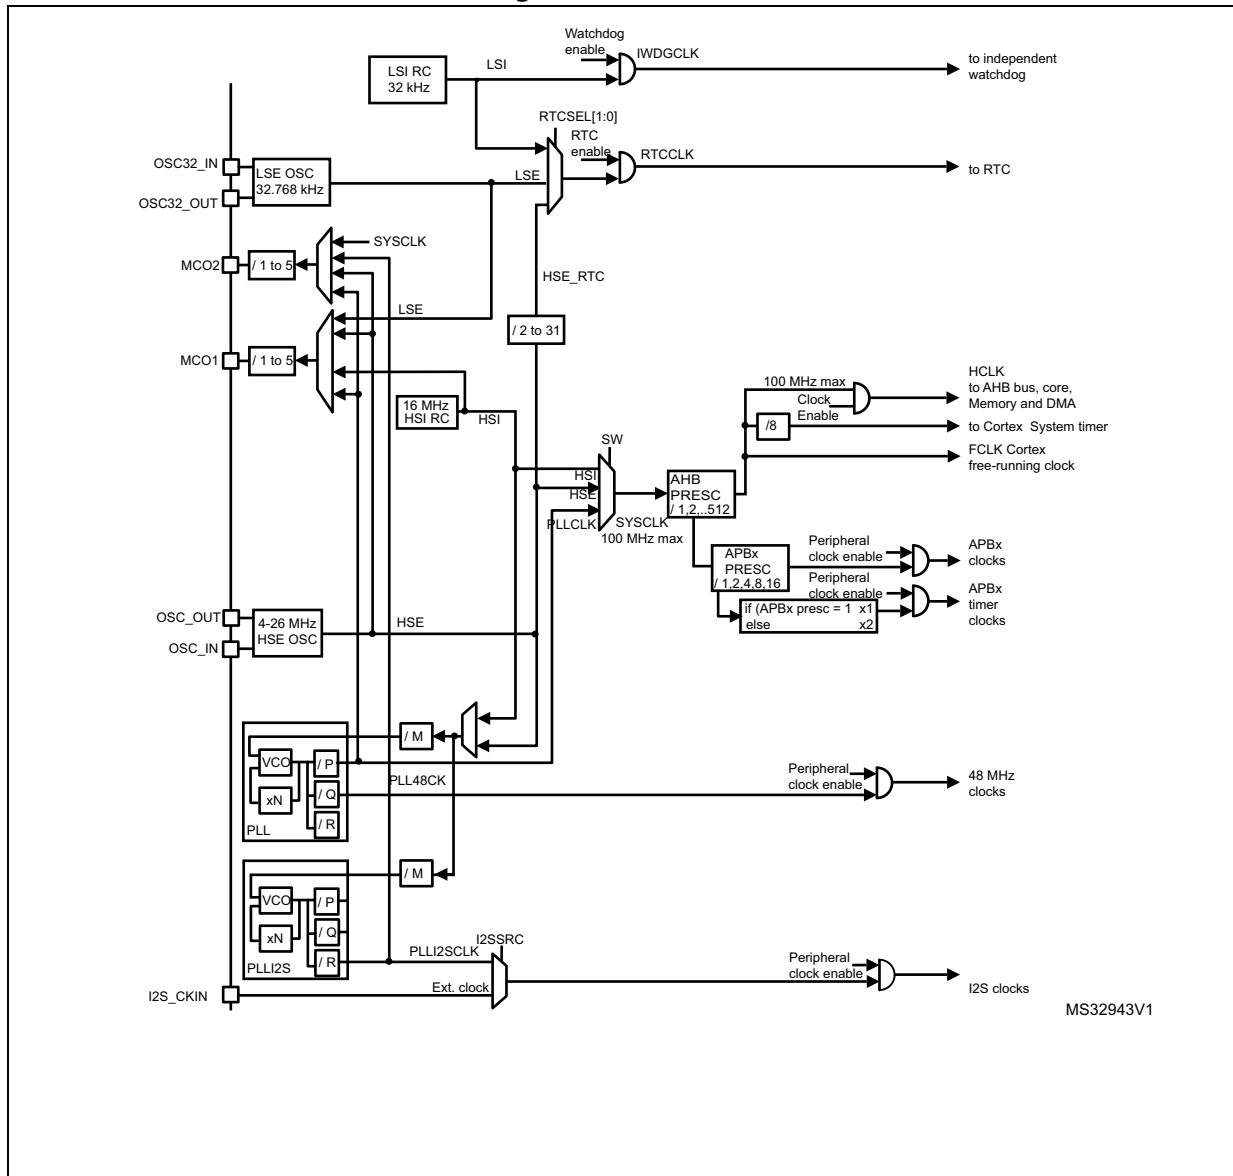 Watchdog
enable
IWDGCLK
to independent
watchdog
LSI RC
32 kHz
LSI
RTCSEL[1:0]
RTC
enable
RTCCLK
to RTC
OSC32_IN
LSE OSC
32.768 kHz
LSE
OSC32_OUT
SYSCLK
MCO2
/ 1 to 5
HSE_RTC
LSE
/ 2 to 31
MCO1
/ 1 to 5
16 MHz
HSI RC
HSI
100 MHz max
Clock
Enable
HCLK
to AHB bus, core,
Memory and DMA
/8
to Cortex System timer
FCLK Cortex
free-running clock
SW
HSI
HSE
PLLCLK
SYSCLK
100 MHz max
AHB
PRESC
/ 1,2,..512
APBx
PRESC
/ 1,2,4,8,16
Peripheral
clock enable
APBx
clocks
Peripheral
clock enable
APBx
timer
clocks
if (APBx presc = 1 x1
else x2
OSC_OUT
4-26 MHz
HSE OSC
HSE
OSC_IN
/ M
VCO
/ P
xN
/ Q
/ R
PLL
PLL48CK
Peripheral
clock enable
48 MHz
clocks
/ M
VCO
/ P
xN
/ Q
/ R
PLLI2S
PLLI2SCLK
I2SSRC
Ext. clock
I2S_CKIN
Peripheral
clock enable
I2S clocks
MS32943V1